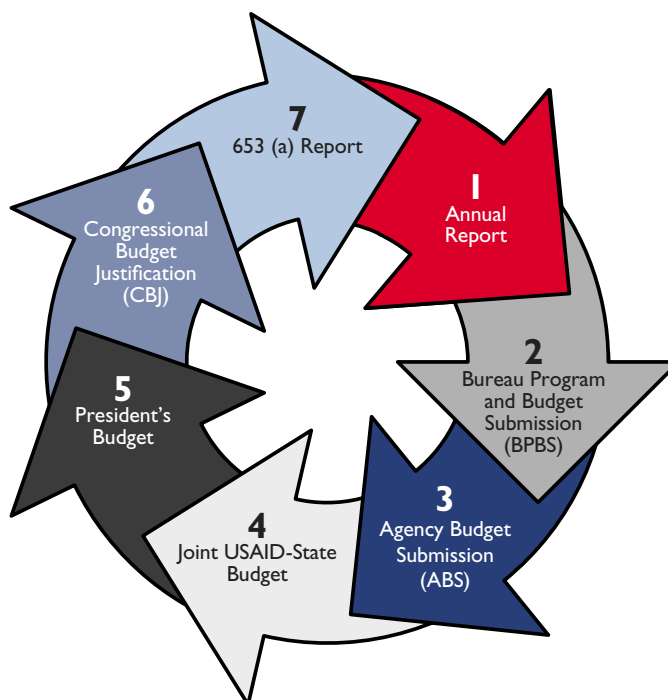 1
Annual
Report
2
Bureau Program
and Budget
Submission
(BPBS)
3
Agency Budget
Submission
(ABS)
4
Joint USAID-State
Budget
5
President’s
Budget
6
Congressional
Budget
Justification
(CBJ)
7
653 (a) Report